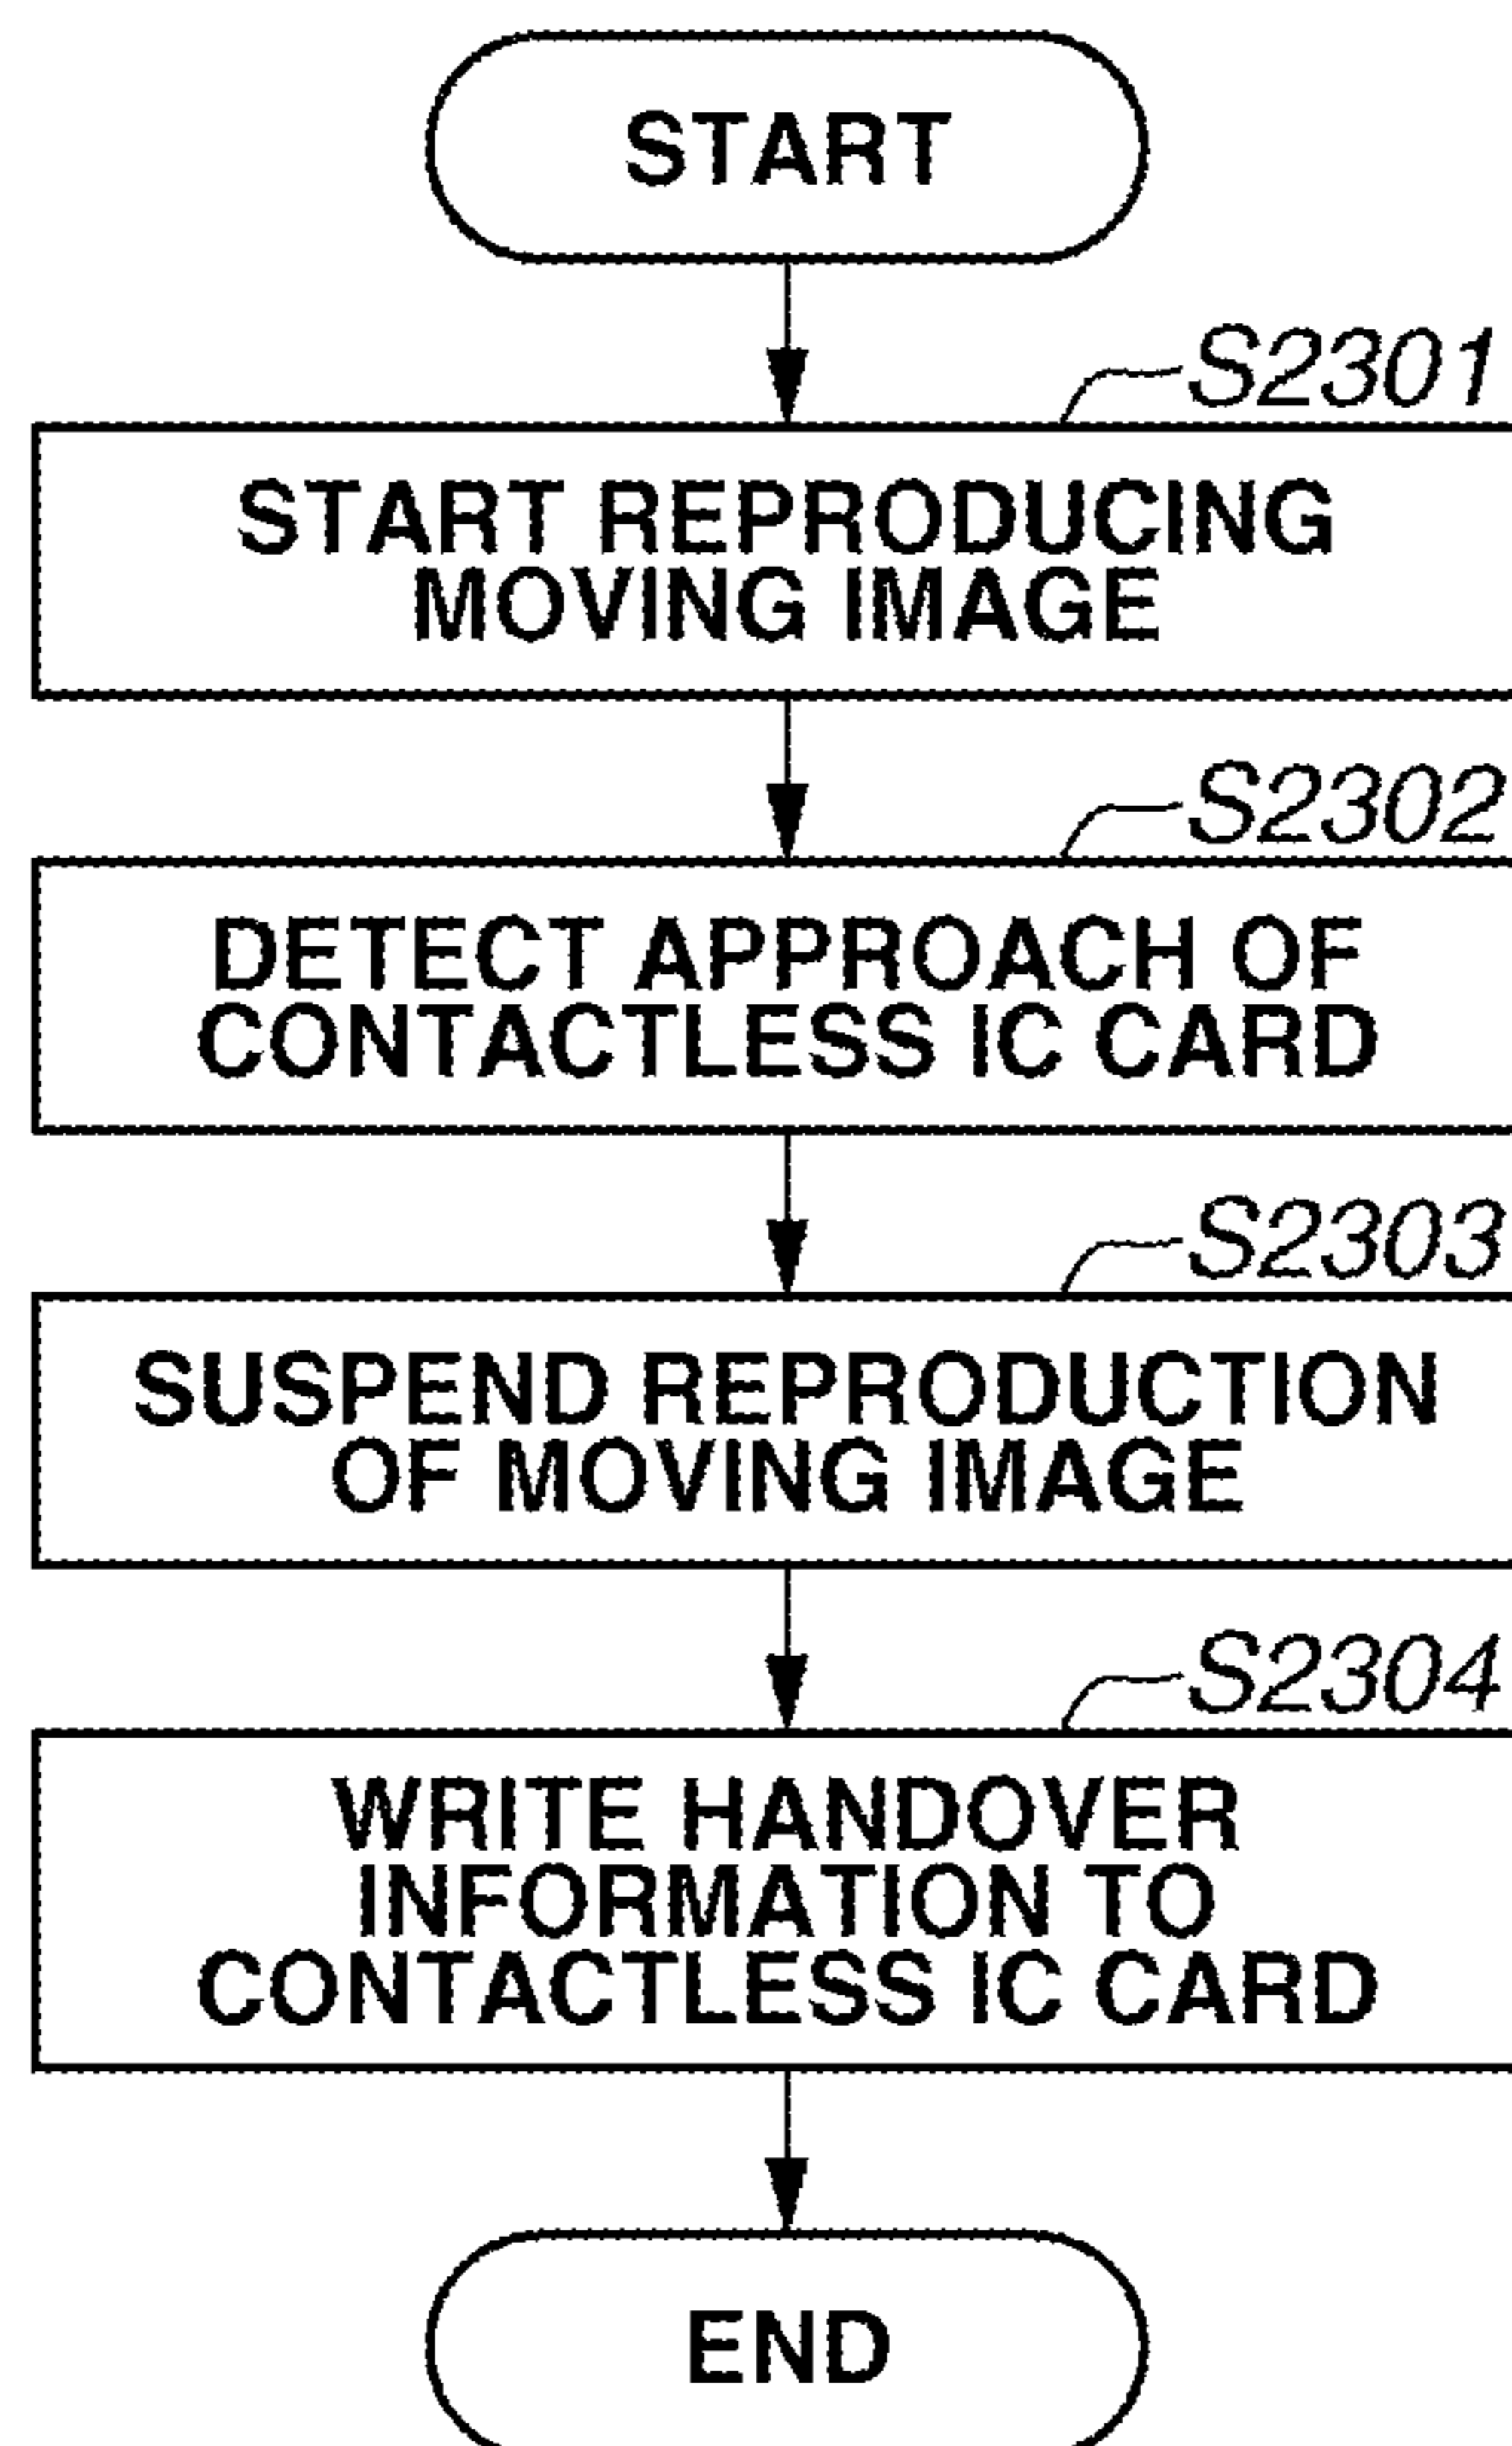 START
S2301
START REPRODUCING
MOVING IMAGE
S2302
DETECT APPROACH OF
CONTACTLESS IC CARD
S2303
SUSPEND REPRODUCTION
OF MOVING IMAGE
S2304
WRITE HANDOVER
INFORMATION TO
CONTACTLESS IC CARD
END